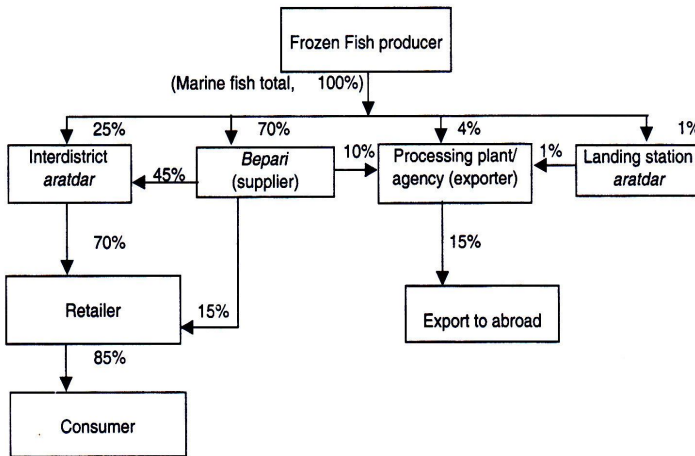 Frozen Fish producer
(Marine fish total, 100%)
25%
70%
4%
1%
Interdistrict
aratdar
45%
Bepari
(supplier)
10%
Processing plant/
agency (exporter)
1%
Landing station
aratdar
70%
15%
Retailer
15%
Export to abroad
85%
Consumer